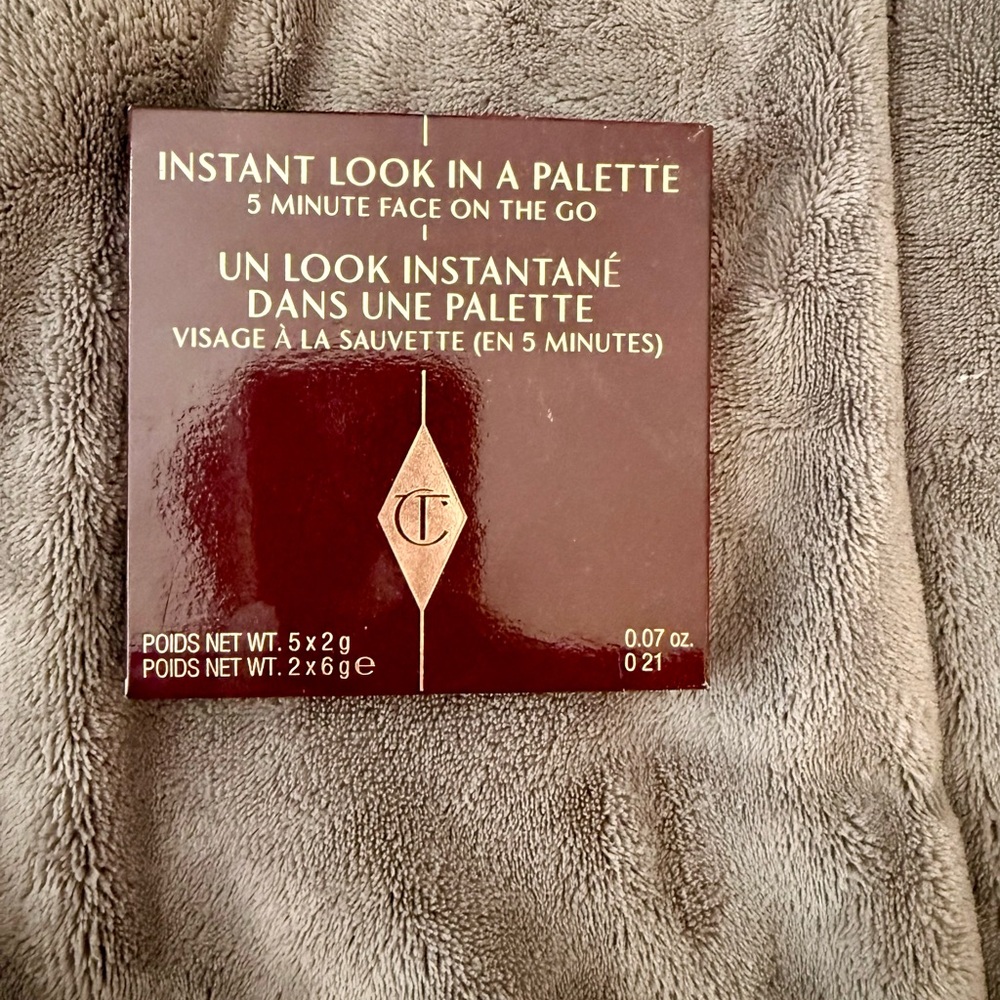 INSTANT LOOK IN A PALETTE
5 MINUTE FACE ON THE GO
UN LOOK INSTANTANÉ
DANS UNE PALETTE
VISAGE À LA SAUVETTE (EN 5 MINUTES)
CT
POIDS NET WT. 5 x 2 g 0.07 oz.
POIDS NET WT. 2 x 6 g ℮ 0 21